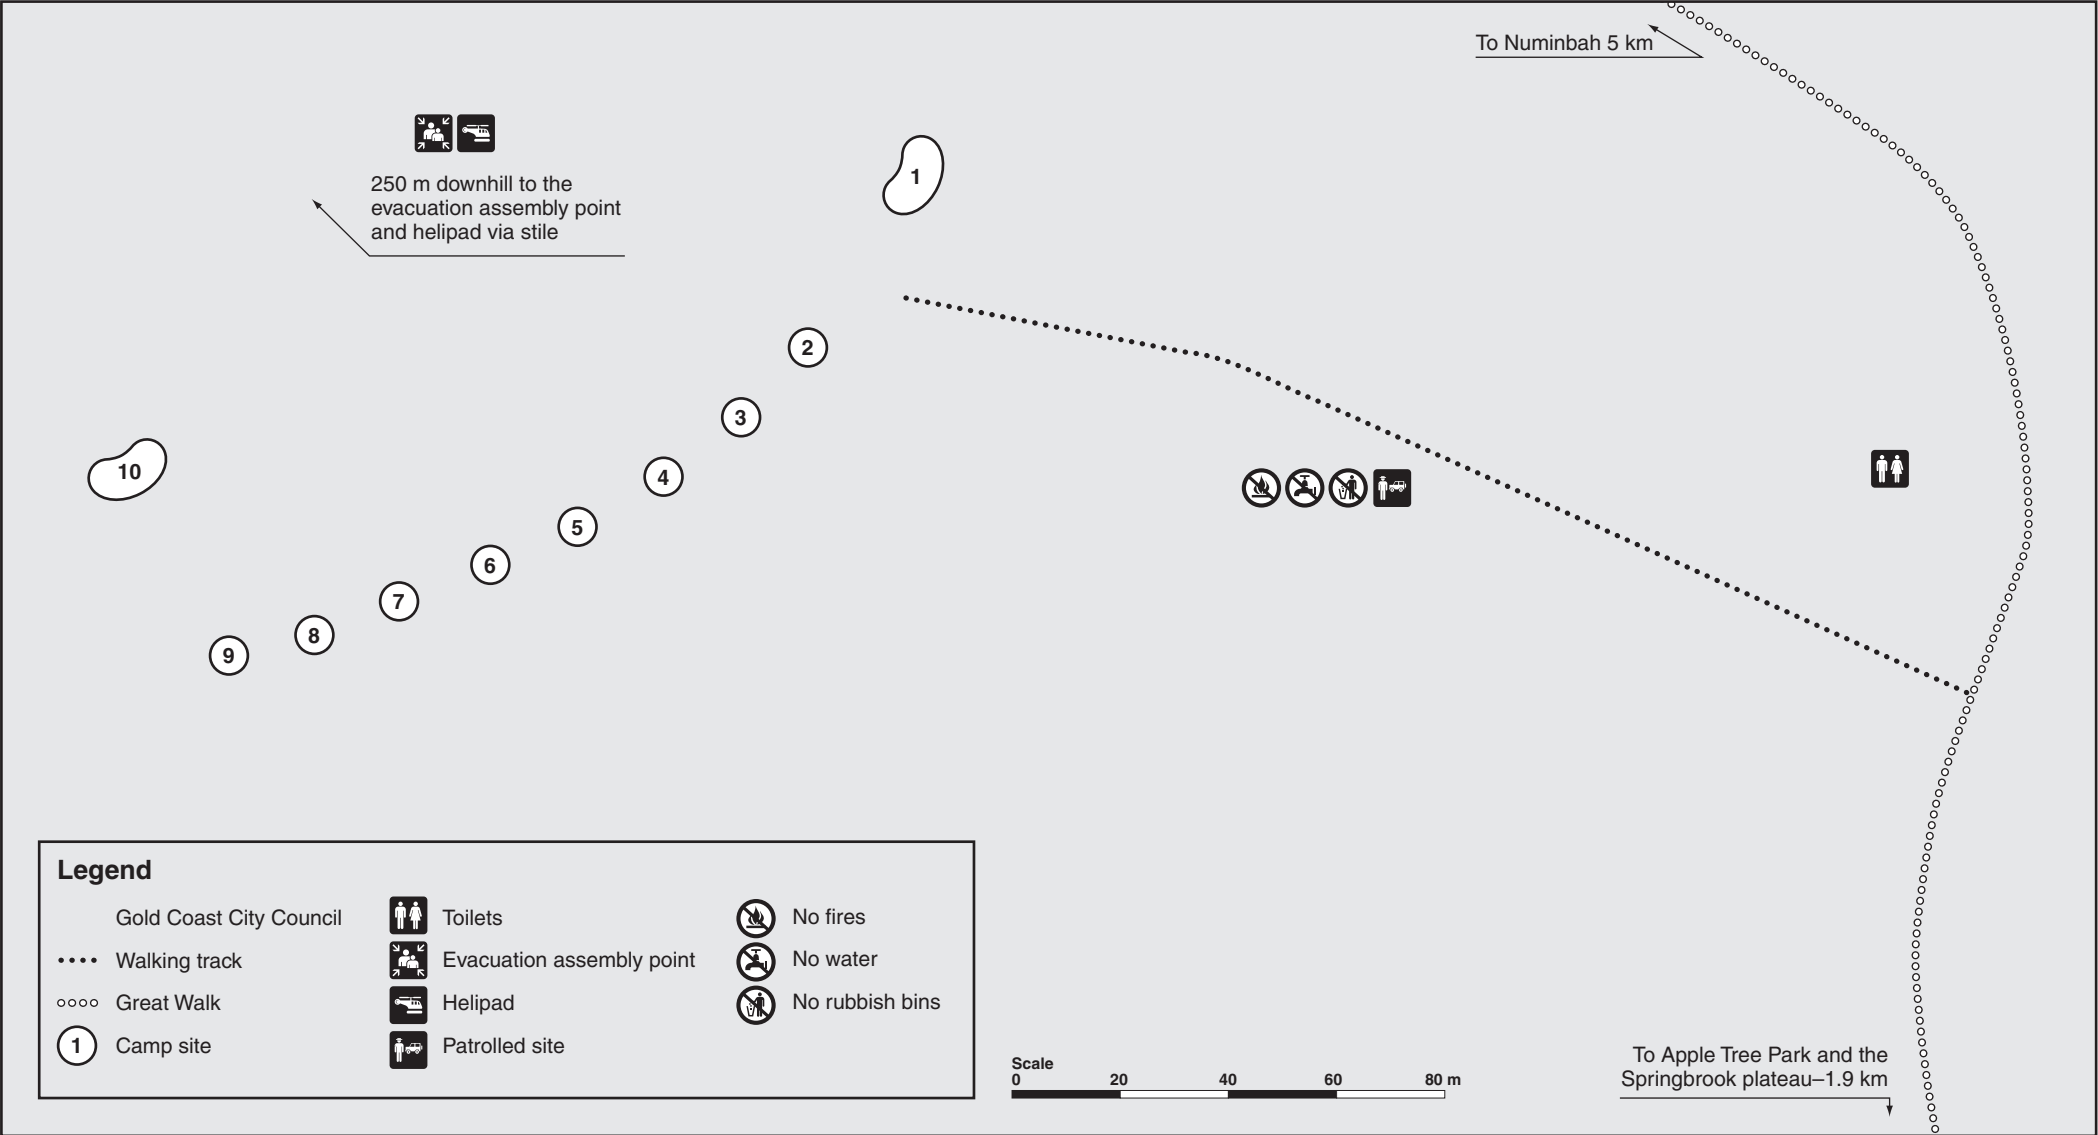 To Numinbah 5 km
250 m downhill to the
evacuation assembly point
and helipad via stile
1
2
3
4
5
6
7
8
9
10
Legend
Gold Coast City Council
Walking track
Great Walk
1 Camp site
Toilets
Evacuation assembly point
Helipad
Patrolled site
No fires
No water
No rubbish bins
Scale
0 20 40 60 80 m
To Apple Tree Park and the
Springbrook plateau–1.9 km